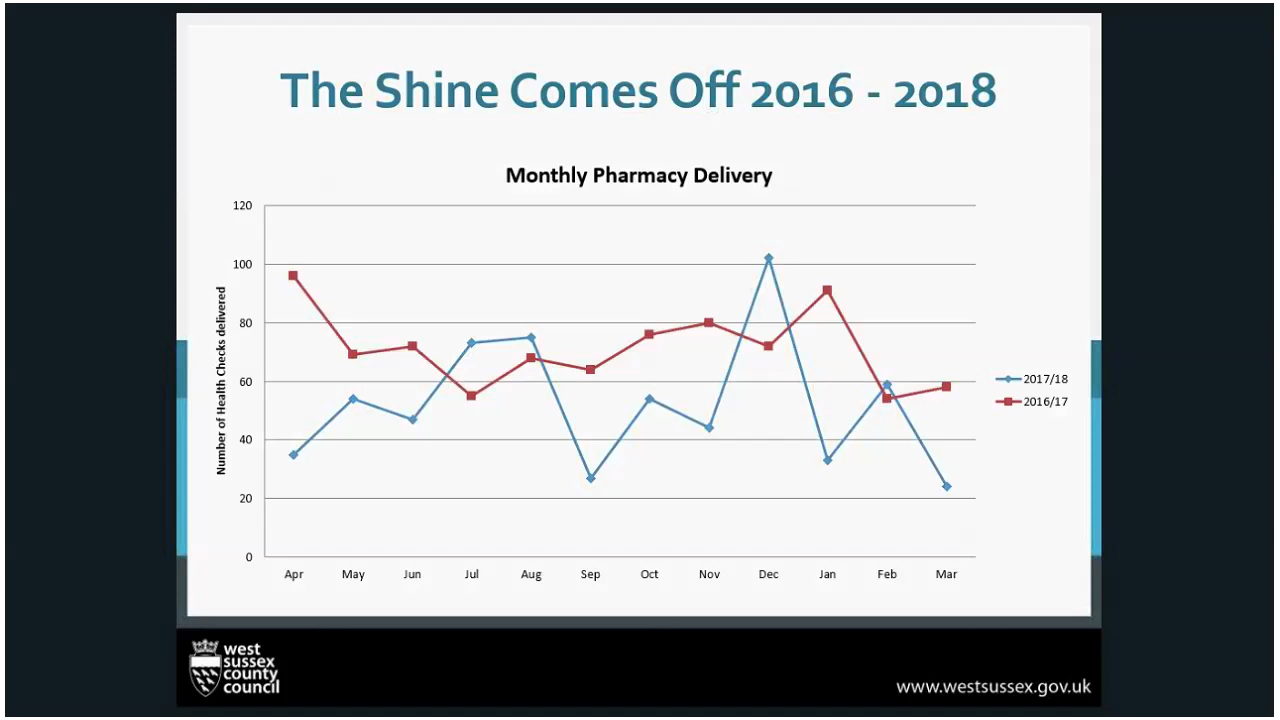 The Shine Comes Off 2016 - 2018
Monthly Pharmacy Delivery
Number of Health Checks delivered
120
100
80
60
40
20
0
Apr May Jun Jul Aug Sep Oct Nov Dec Jan Feb Mar
2017/18
2016/17
west
sussex
county
council
www.westsussex.gov.uk